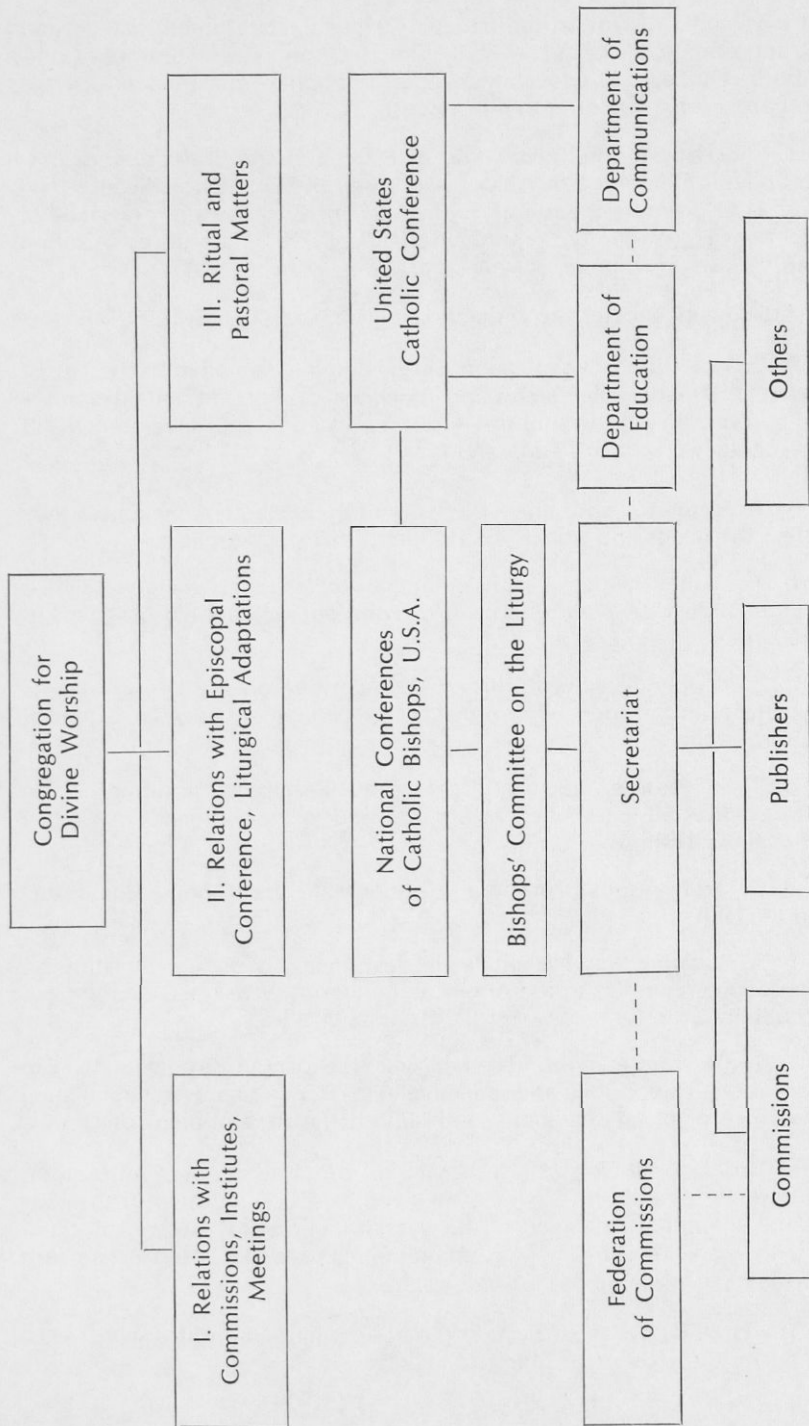 Congregation for
Divine Worship
I. Relations with
Commissions, Institutes,
Meetings
II. Relations with Episcopal
Conference, Liturgical Adaptations
III. Ritual and
Pastoral Matters
National Conferences
of Catholic Bishops, U.S.A.
United States
Catholic Conference
Bishops' Committee on the Liturgy
Federation
of Commissions
Secretariat
Department of
Education
Department of
Communications
Commissions
Publishers
Others